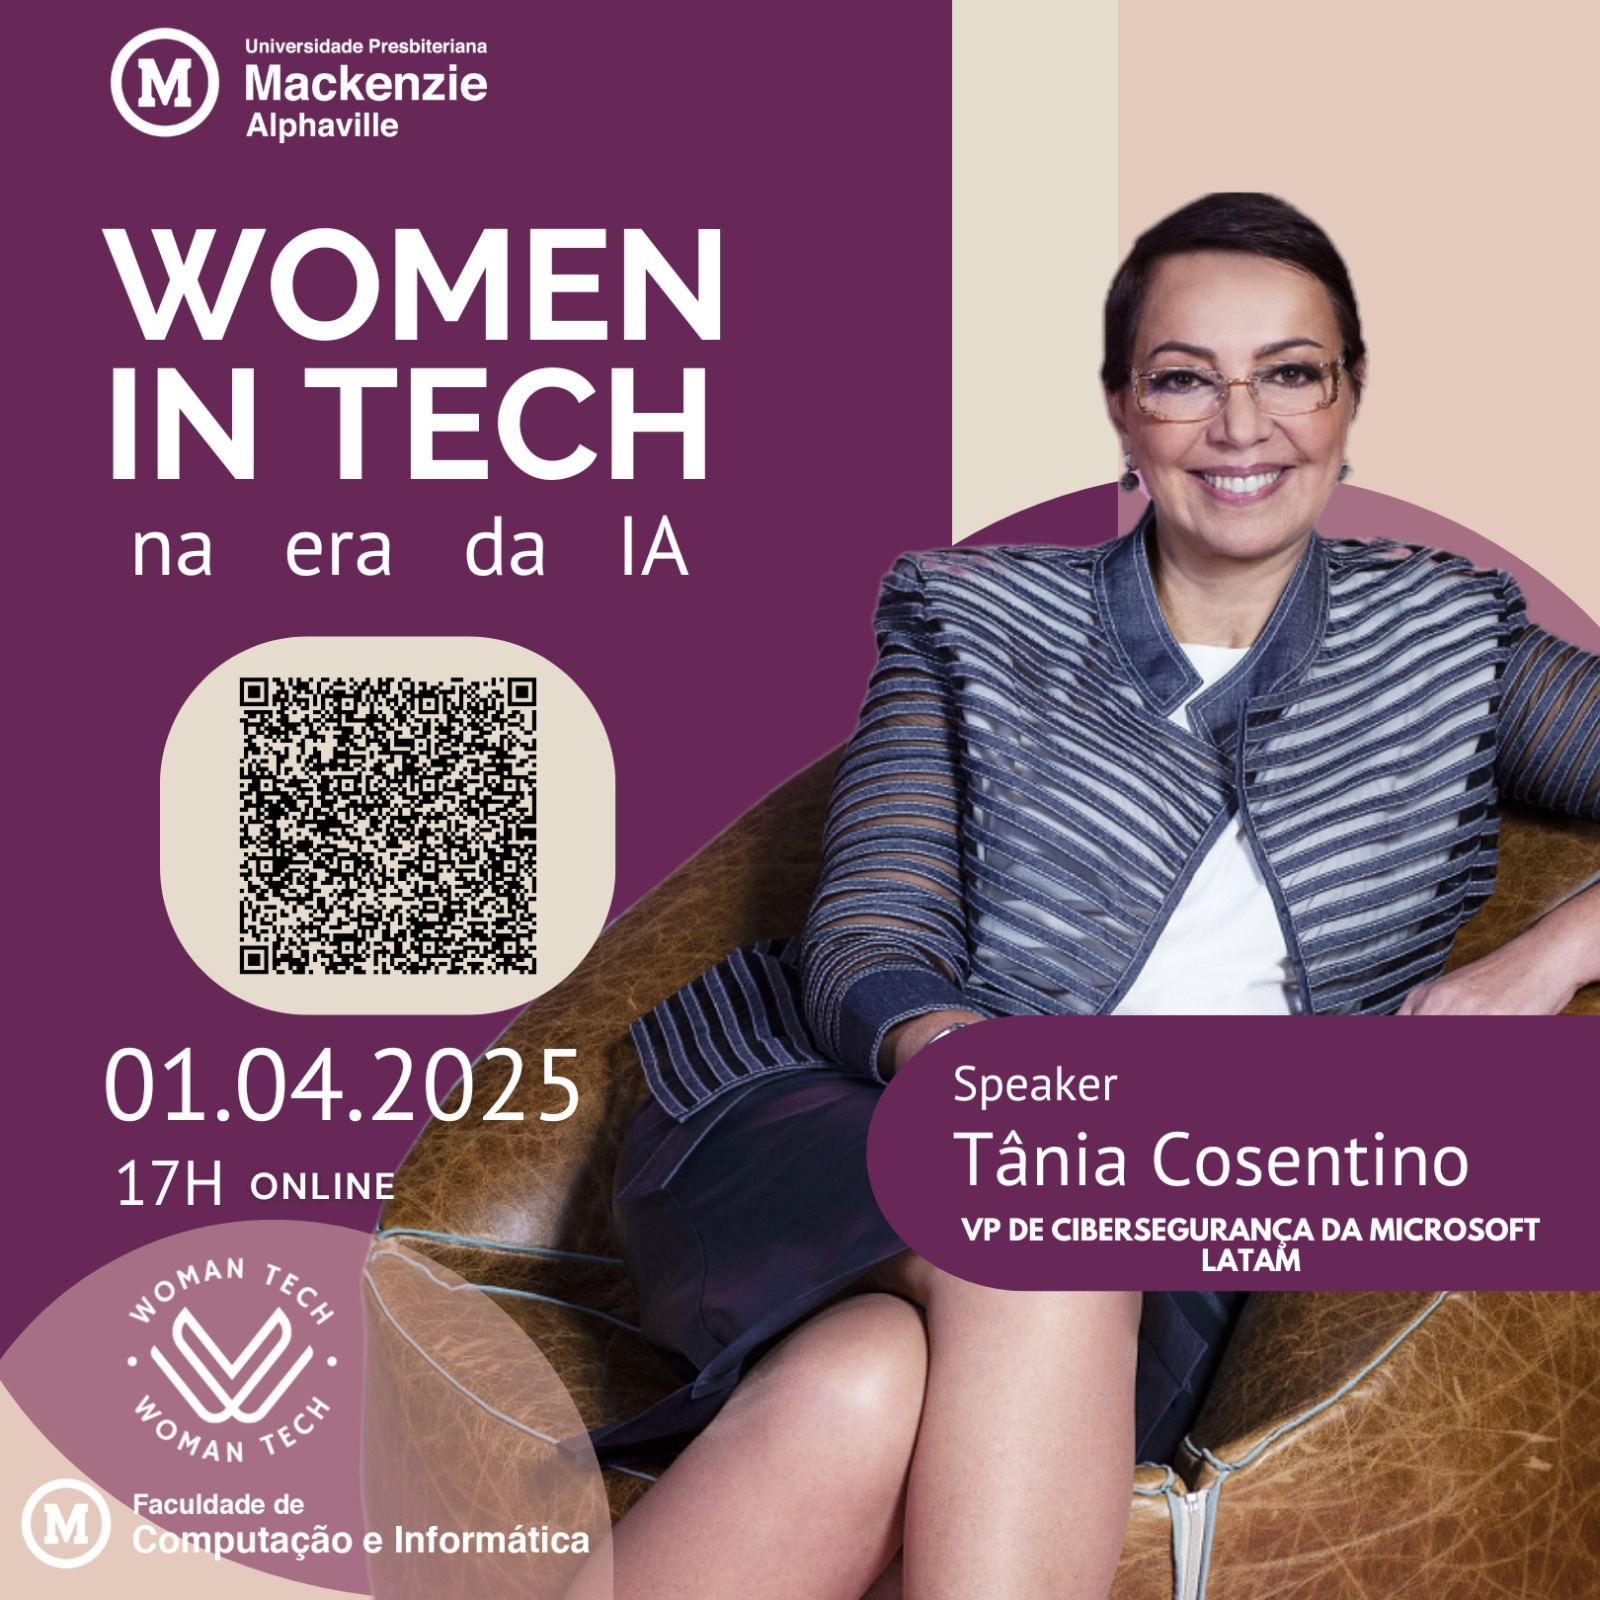 Universidade Presbiteriana
Mackenzie
Alphaville
WOMEN
IN TECH
na era da IA
01.04.2025
17H ONLINE
Speaker
Tânia Cosentino
VP DE CIBERSEGURANÇA DA MICROSOFT
LATAM
WOMAN TECH
WOMAN TECH
M
M
Faculdade de
Computação e Informática